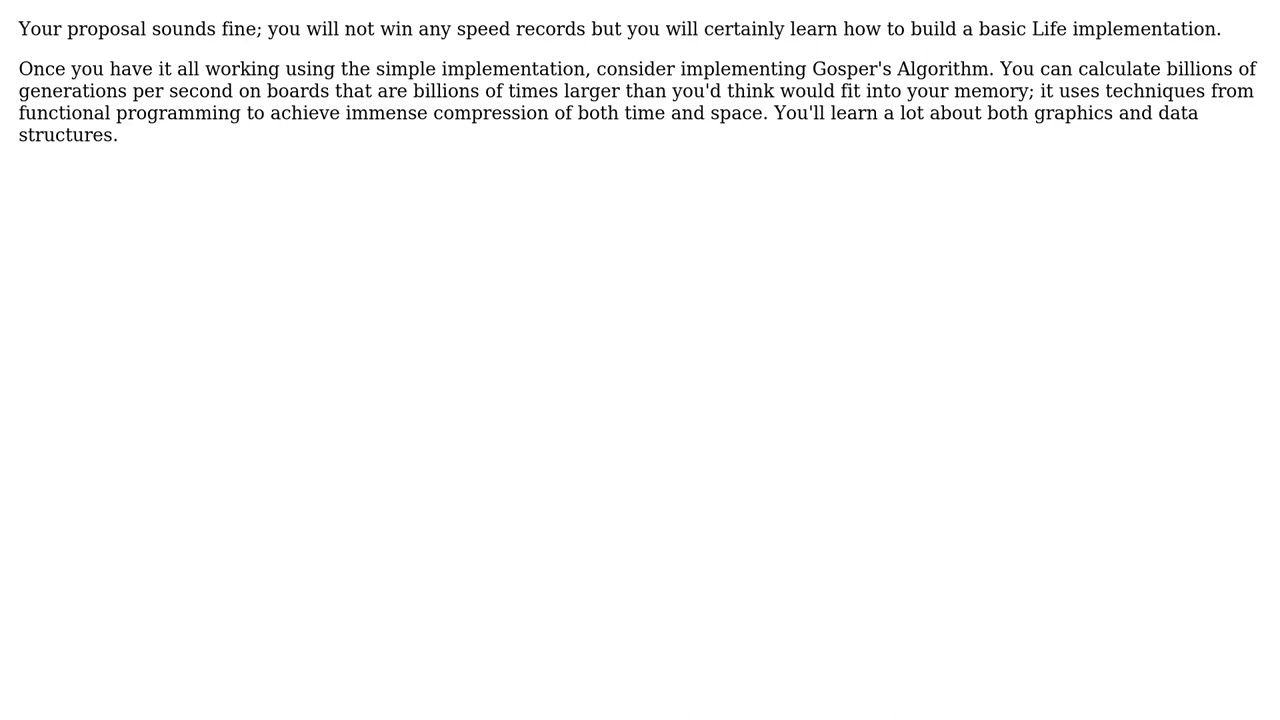 Your proposal sounds fine; you will not win any speed records but you will certainly learn how to build a basic Life implementation.
Once you have it all working using the simple implementation, consider implementing Gosper's Algorithm. You can calculate billions of
generations per second on boards that are billions of times larger than you'd think would fit into your memory; it uses techniques from
functional programming to achieve immense compression of both time and space. You'll learn a lot about both graphics and data
structures.